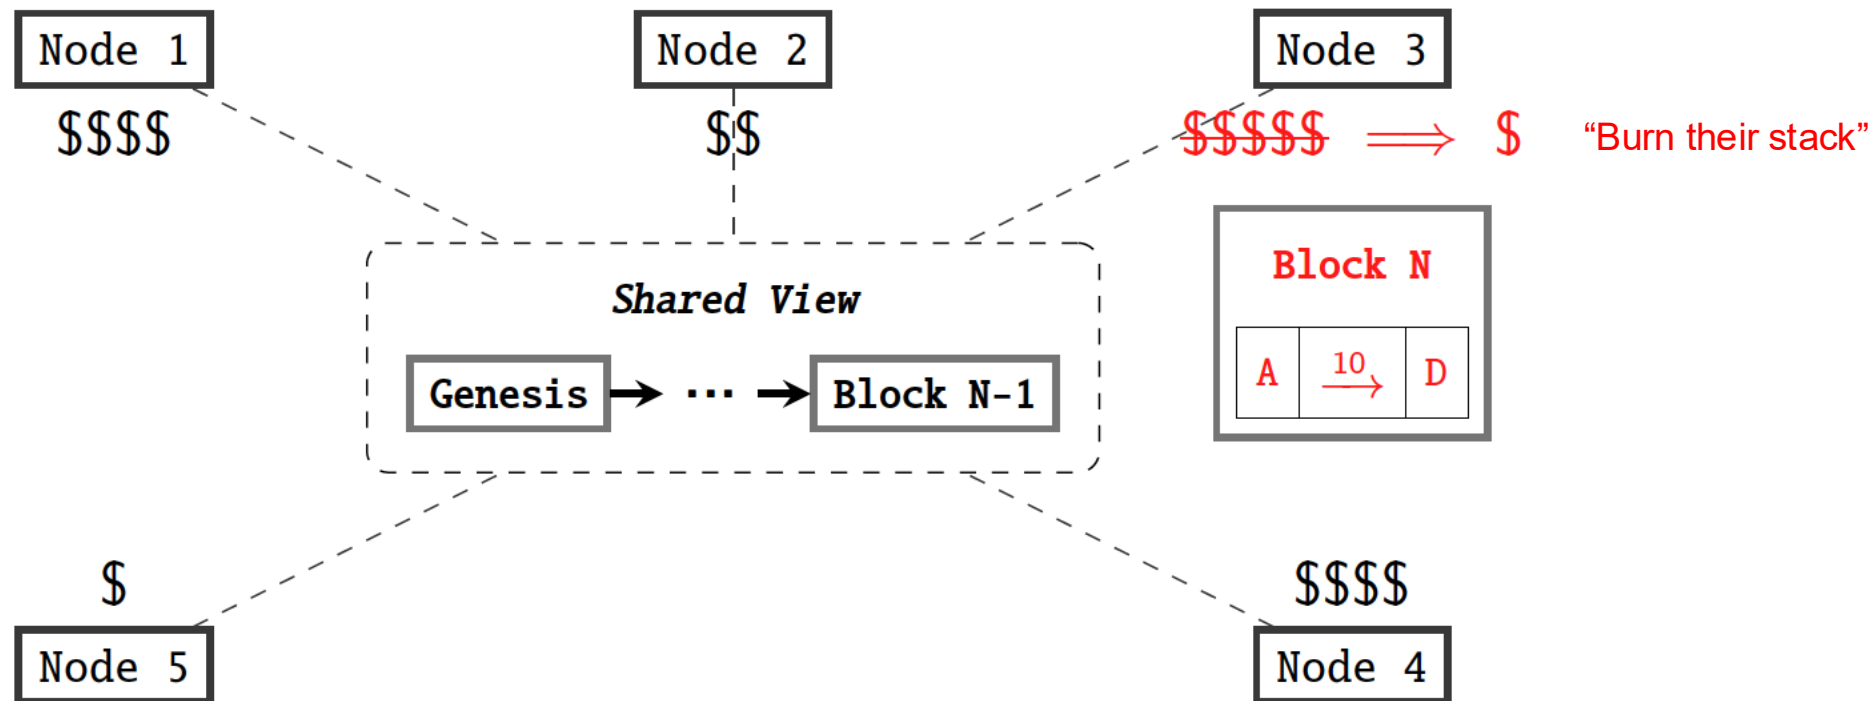 Node 1
Node 2
Node 3
$$$$
$$
$$$$$ ⟹ $ “Burn their stack”
Shared View
Block N
Genesis → ··· → Block N-1
A 10→ D
$
$$$$
Node 5
Node 4